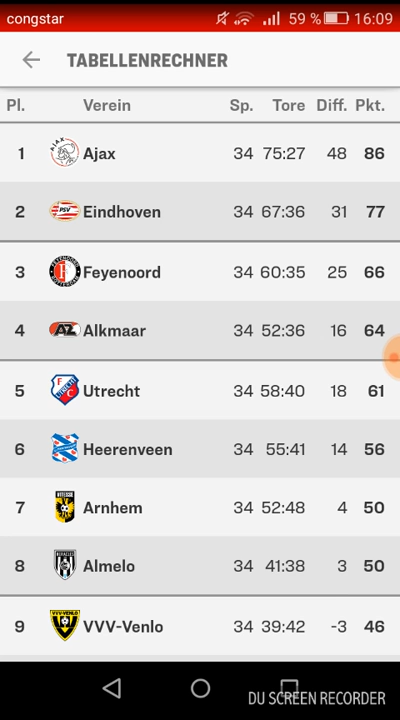 congstar 59 % 16:09
TABELLENRECHNER
Pl. Verein Sp. Tore Diff. Pkt.
1 Ajax 34 75:27 48 86
2 Eindhoven 34 67:36 31 77
3 Feyenoord 34 60:35 25 66
4 Alkmaar 34 52:36 16 64
5 Utrecht 34 58:40 18 61
6 Heerenveen 34 55:41 14 56
7 Arnhem 34 52:48 4 50
8 Almelo 34 41:38 3 50
9 VVV-Venlo 34 39:42 -3 46
DU SCREEN RECORDER